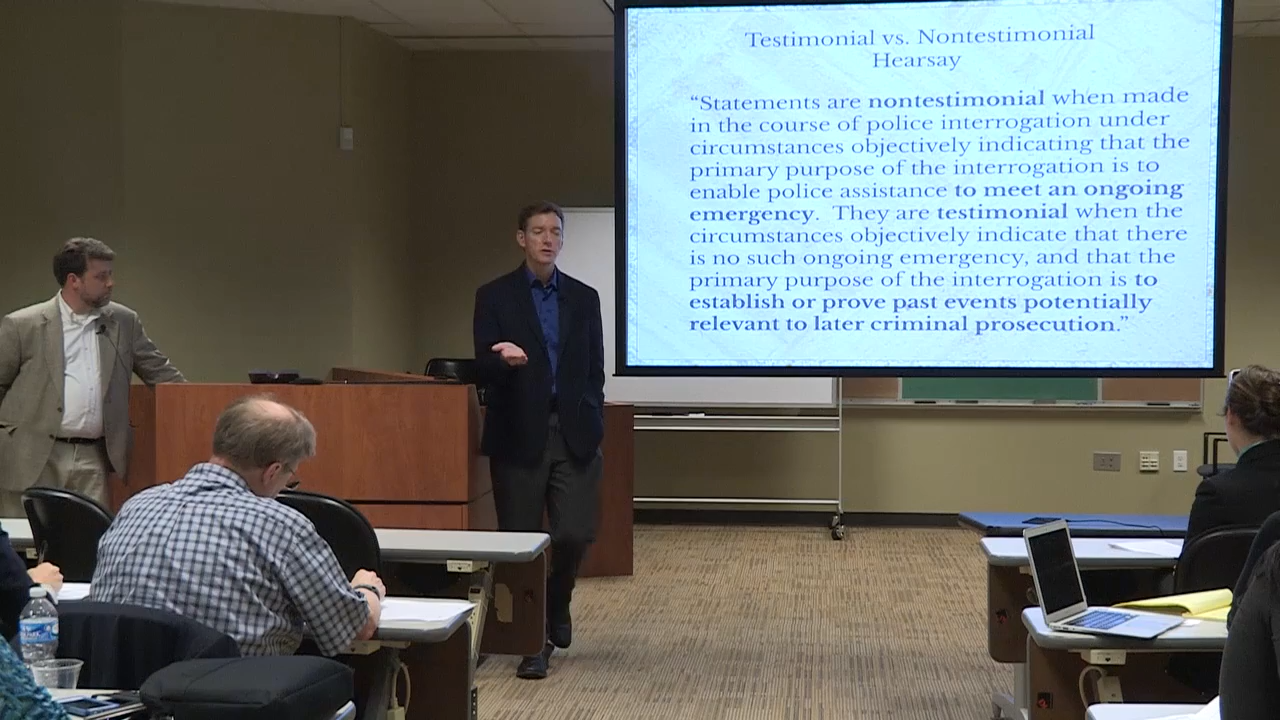 Testimonial vs. Nontestimonial
Hearsay
“Statements are nontestimonial when made
in the course of police interrogation under
circumstances objectively indicating that the
primary purpose of the interrogation is to
enable police assistance to meet an ongoing
emergency. They are testimonial when the
circumstances objectively indicate that there
is no such ongoing emergency, and that the
primary purpose of the interrogation is to
establish or prove past events potentially
relevant to later criminal prosecution.”